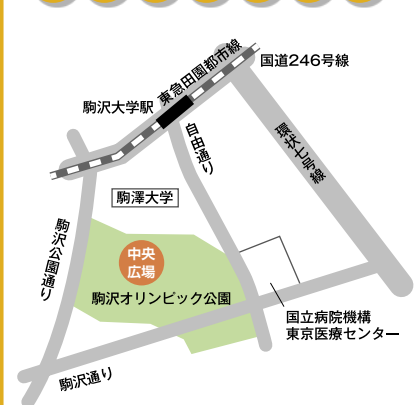 国道246号線
東急田園都市線
駒沢大学駅
自由通り
環状七号線
駒澤大学
駒沢公園通り
中央
広場
駒沢オリンピック公園
国立病院機構
東京医療センター
駒沢通り